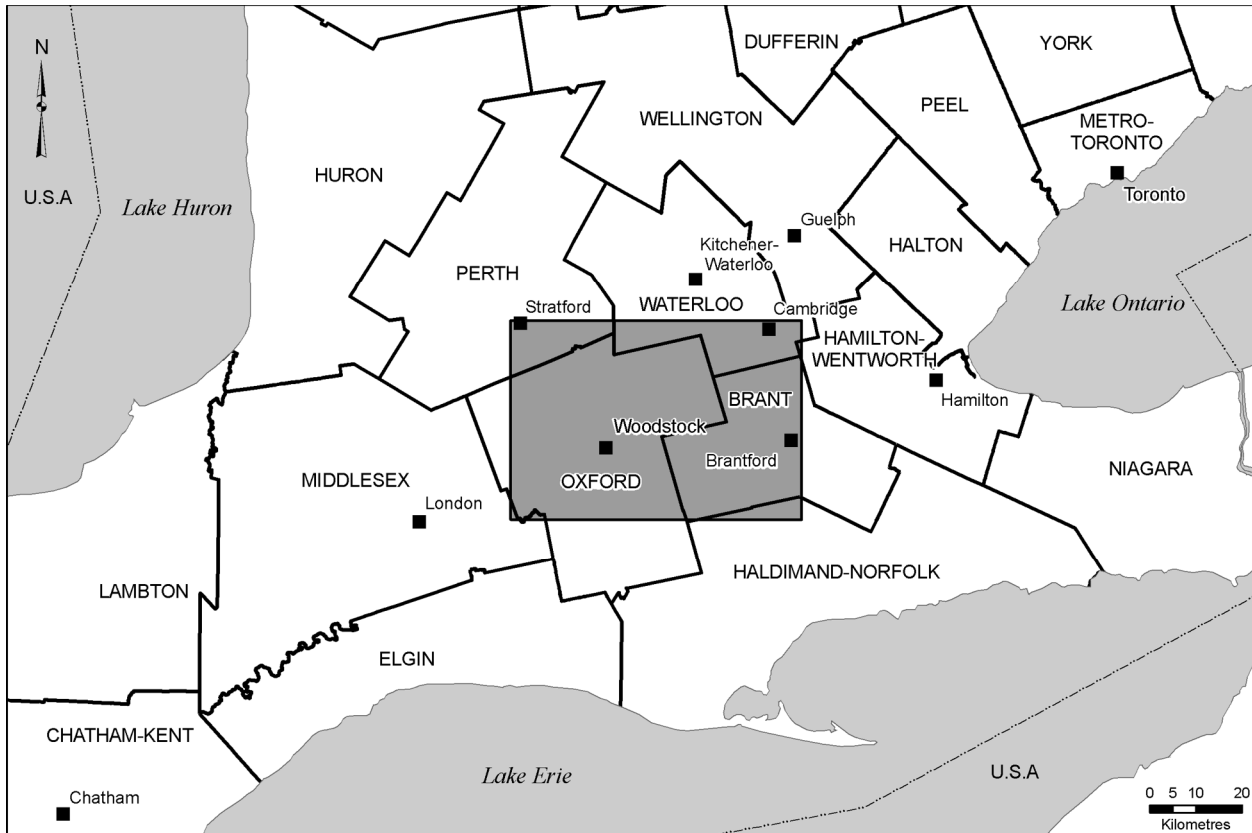 DUFFERIN
YORK
N
PEEL
WELLINGTON
METRO-
TORONTO
HURON
Toronto
U.S.A
Lake Huron
Guelph
Kitchener-
Waterloo
HALTON
PERTH
WATERLOO
Lake Ontario
Stratford
Cambridge
HAMILTON-
WENTWORTH
BRANT
Hamilton
Woodstock
Brantford
NIAGARA
MIDDLESEX
OXFORD
London
HALDIMAND-NORFOLK
LAMBTON
ELGIN
CHATHAM-KENT
Lake Erie
U.S.A
Chatham
0 5 10 20
Kilometres